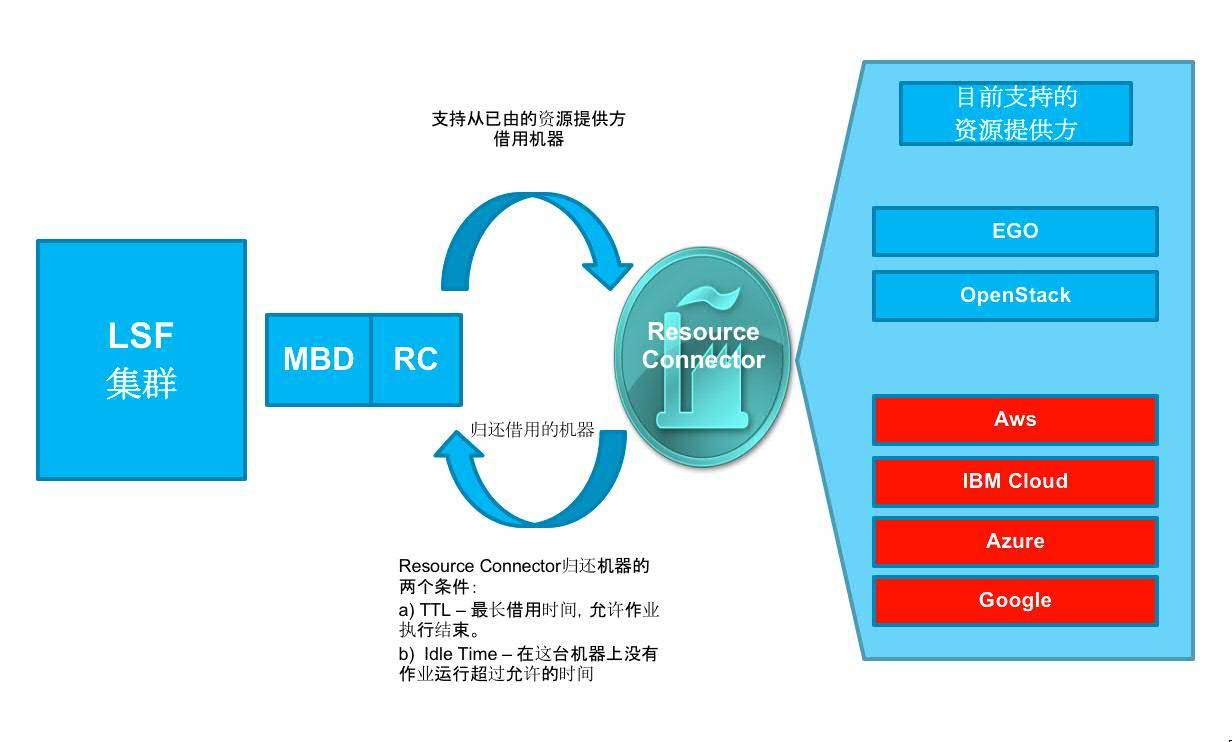 支持从已由的资源提供方
借用机器
LSF
集群
MBD
RC
Resource
Connector
归还借用的机器
Resource Connector归还机器的
两个条件：
a) TTL – 最长借用时间, 允许作业
执行结束。
b) Idle Time – 在这台机器上没有
作业运行超过允许的时间
目前支持的
资源提供方
EGO
OpenStack
Aws
IBM Cloud
Azure
Google